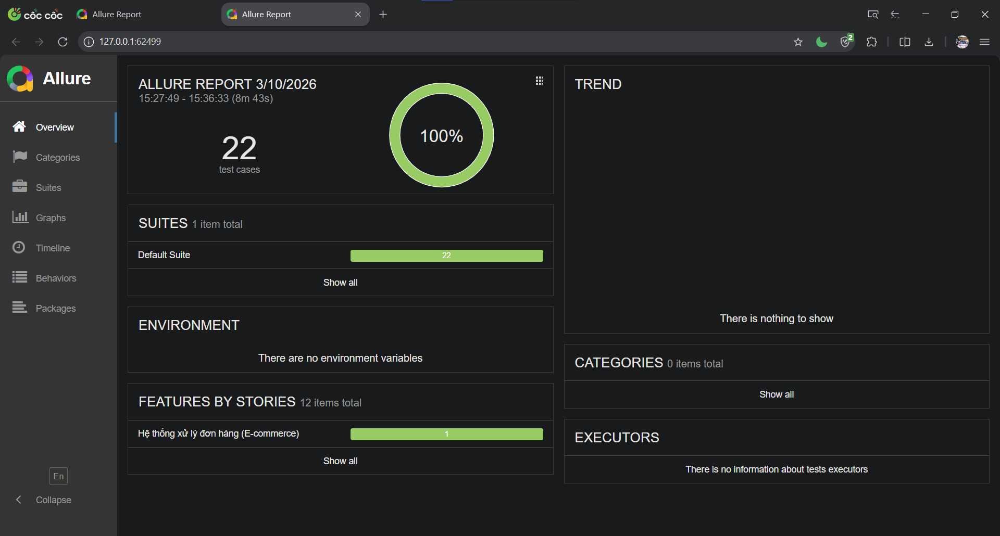 cốc cốc
Allure Report
Allure Report
127.0.0.1:62499
2
Allure
Overview
Categories
Suites
Graphs
Timeline
Behaviors
Packages
En
Collapse
ALLURE REPORT 3/10/2026
15:27:49 - 15:36:33 (8m 43s)
22
test cases
100%
SUITES 1 item total
Default Suite 22
Show all
ENVIRONMENT
There are no environment variables
FEATURES BY STORIES 12 items total
Hệ thống xử lý đơn hàng (E-commerce) 1
Show all
TREND
There is nothing to show
CATEGORIES 0 items total
Show all
EXECUTORS
There is no information about tests executors